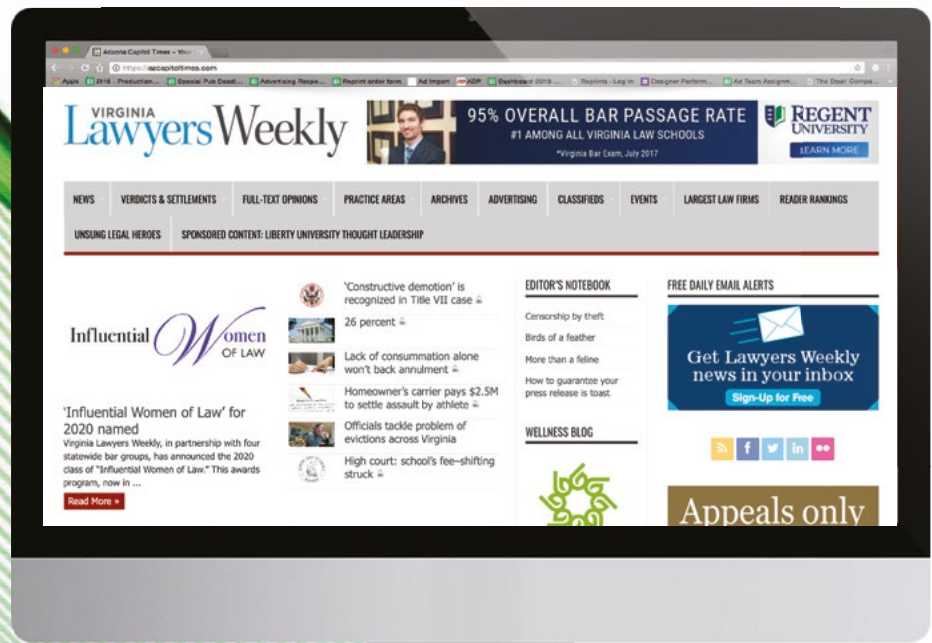 Arizona Capitol Times – Your
https://azcapitoltimes.com
Apps 2018 - Production... Special Pub Deadl... Advertising Respo... Reprint order form Ad Import ADP Dashboard 2019 -... Reprints - Log In Designer Perform... Ad Team Assignm... The Door Compa...
VIRGINIA
Lawyers Weekly
95% OVERALL BAR PASSAGE RATE
#1 AMONG ALL VIRGINIA LAW SCHOOLS
*Virginia Bar Exam, July 2017
REGENT
UNIVERSITY
LEARN MORE
NEWS VERDICTS & SETTLEMENTS FULL-TEXT OPINIONS PRACTICE AREAS ARCHIVES ADVERTISING CLASSIFIEDS EVENTS LARGEST LAW FIRMS READER RANKINGS
UNSUNG LEGAL HEROES SPONSORED CONTENT: LIBERTY UNIVERSITY THOUGHT LEADERSHIP
Influential Women
OF LAW
'Influential Women of Law' for
2020 named
Virginia Lawyers Weekly, in partnership with four
statewide bar groups, has announced the 2020
class of "Influential Women of Law." This awards
program, now in ...
Read More »
'Constructive demotion' is
recognized in Title VII case
26 percent
Lack of consummation alone
won't back annulment
Homeowner's carrier pays $2.5M
to settle assault by athlete
Officials tackle problem of
evictions across Virginia
High court: school's fee–shifting
struck
EDITOR'S NOTEBOOK
Censorship by theft
Birds of a feather
More than a feline
How to guarantee your
press release is toast
WELLNESS BLOG
FREE DAILY EMAIL ALERTS
Get Lawyers Weekly
news in your inbox
Sign-Up for Free
Appeals only